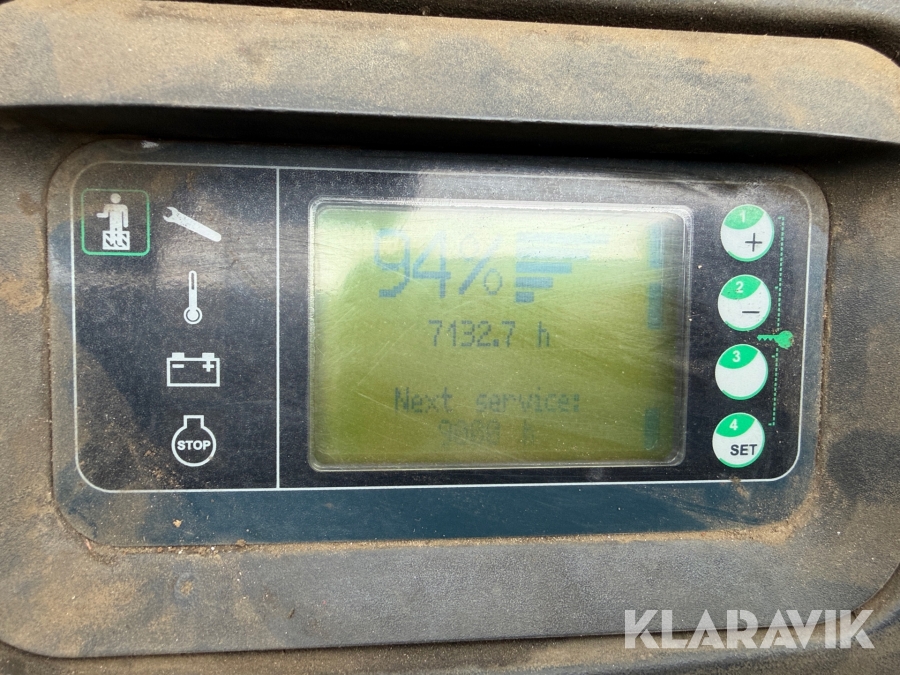 94%
7132.7 h
Next service:
h
1
+
2
-
3
4
SET
- +
STOP
KLARAVIK